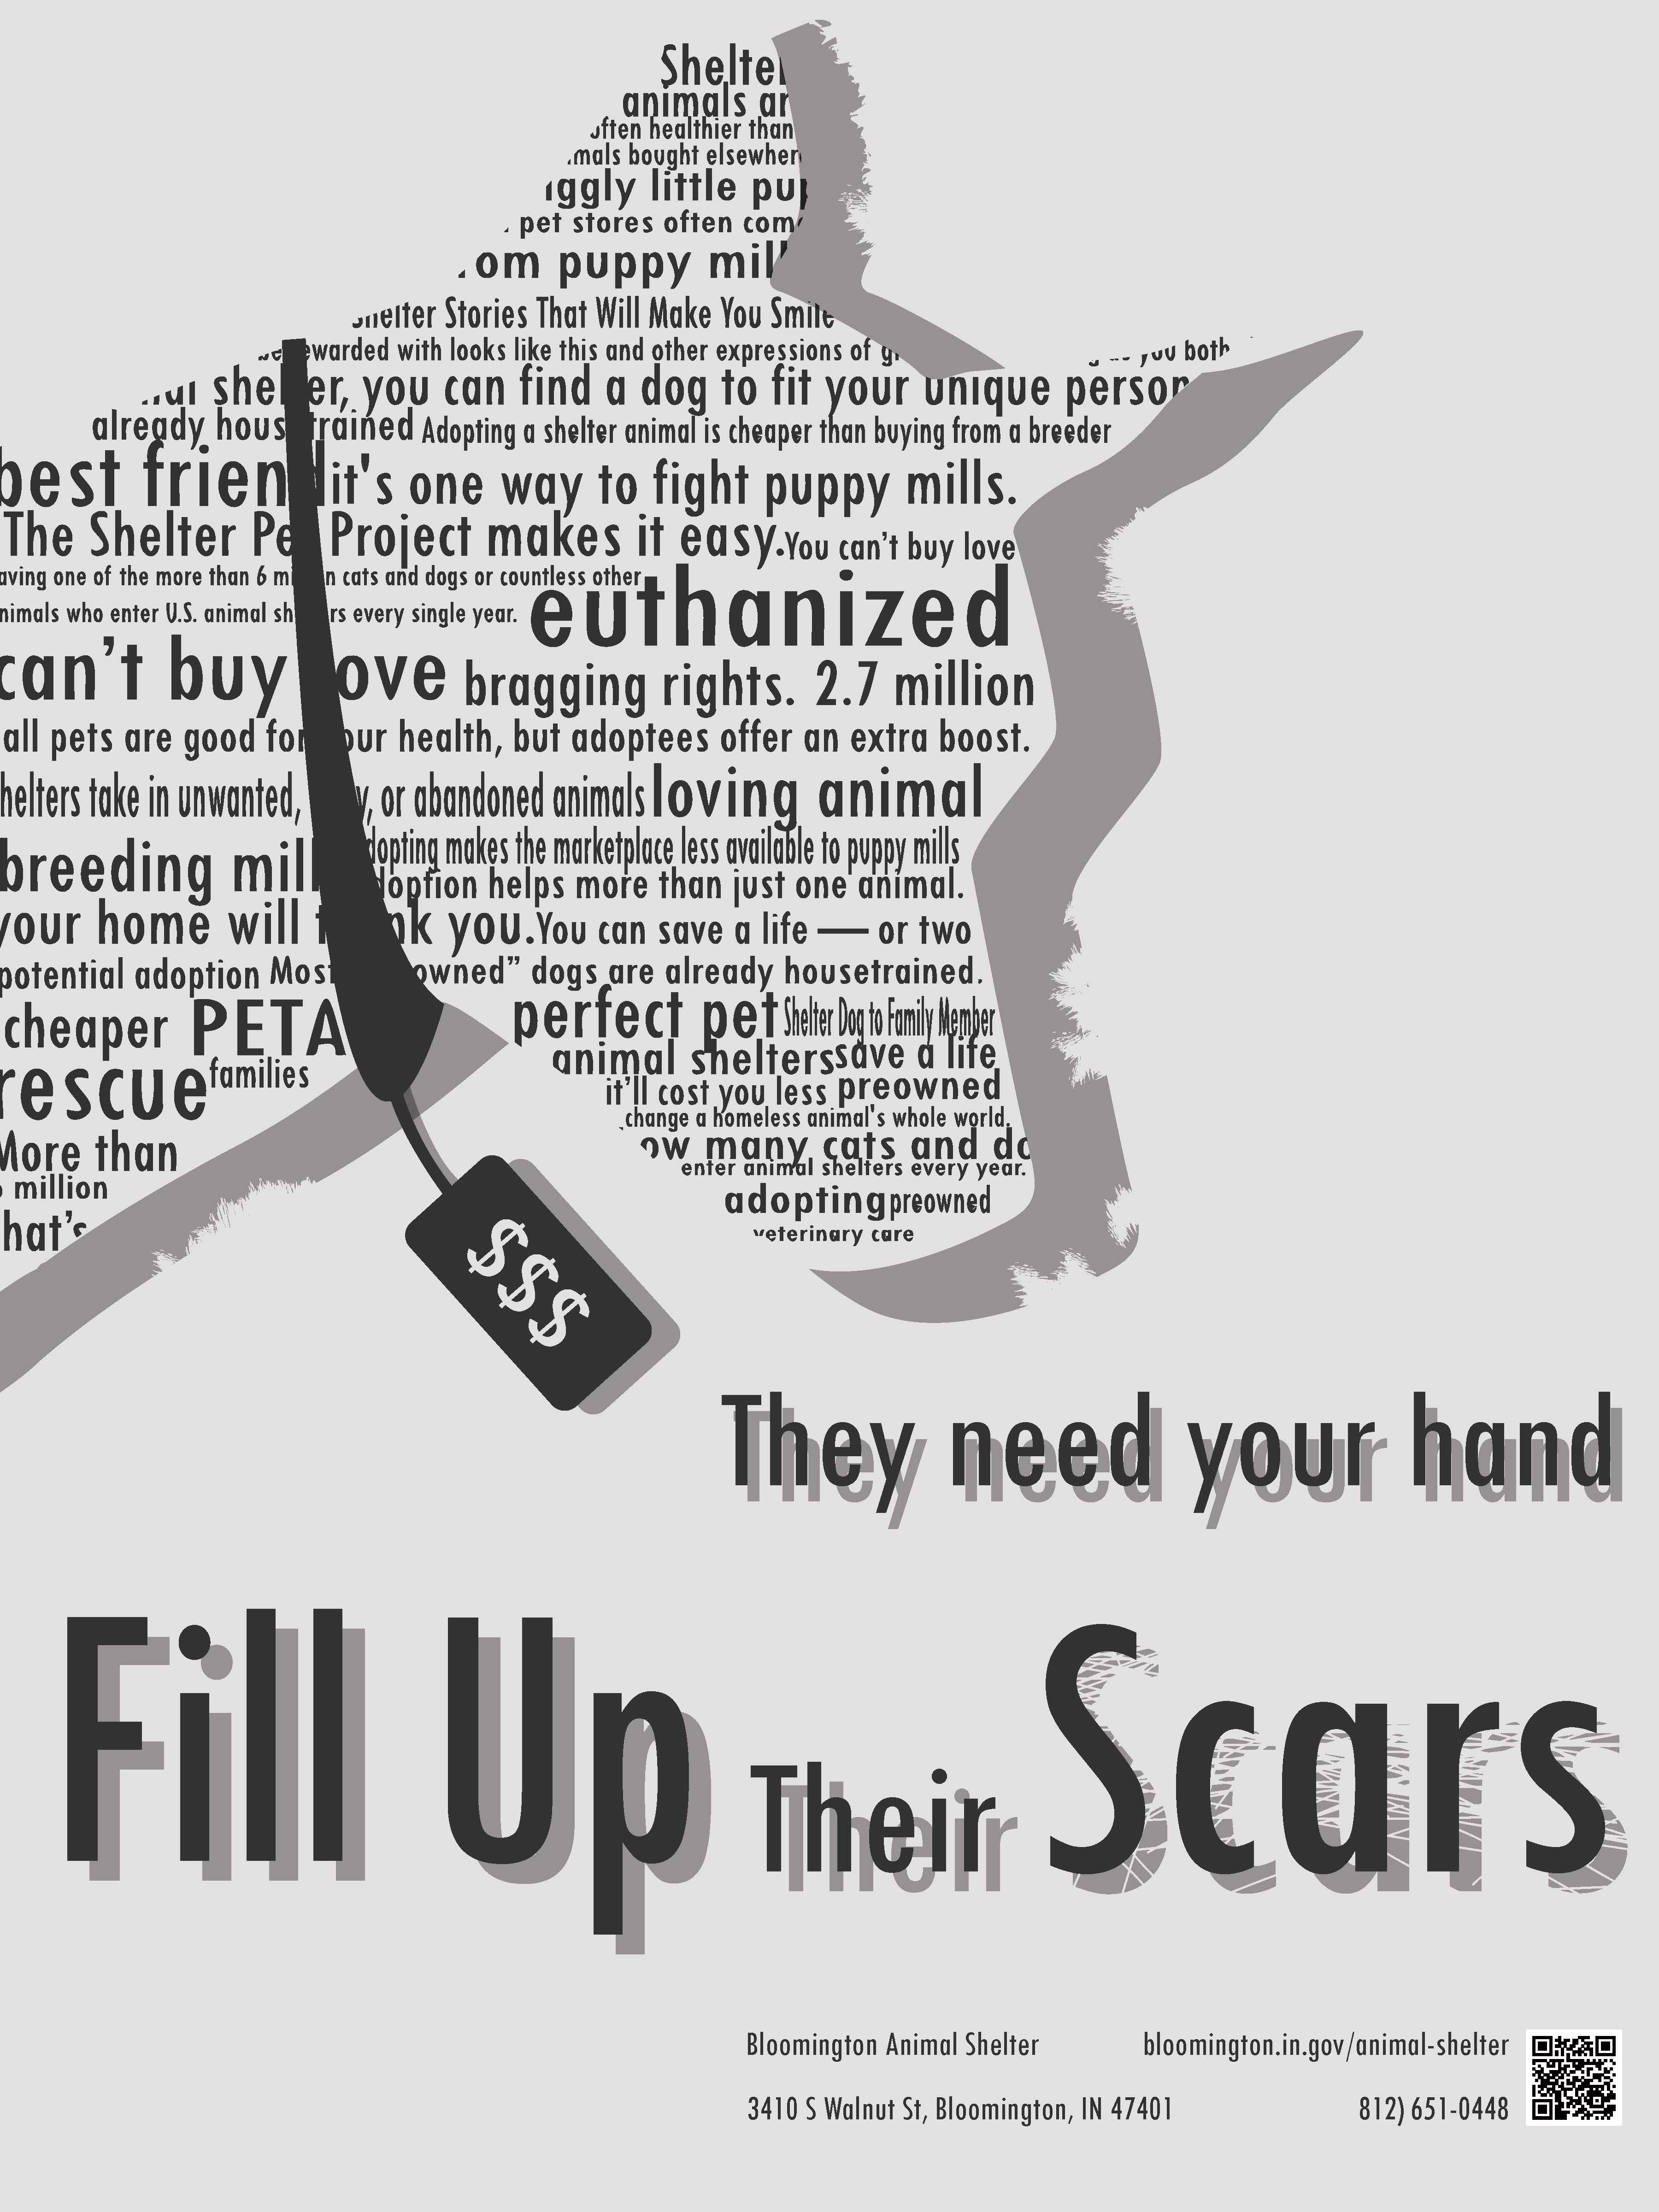 Shelter
animals ar
often healthier than
mals bought elsewher
iggly little pup
pet stores often come
om puppy mill
Shelter Stories That Will Make You Smile
be ewarded with looks like this and other expressions of gr you both
shelter, you can find a dog to fit your unique person
already housetrained Adopting a shelter animal is cheaper than buying from a breeder
best friend it's one way to fight puppy mills.
The Shelter Pet Project makes it easy. You can't buy love
aving one of the more than 6 million cats and dogs or countless other
nimals who enter U.S. animal shelters every single year. euthanized
can't buy love bragging rights. 2.7 million
all pets are good for your health, but adoptees offer an extra boost.
helters take in unwanted, y, or abandoned animals loving animal
breeding mill dopting makes the marketplace less available to puppy mills
doption helps more than just one animal.
your home will thank you. You can save a life — or two
potential adoption Most owned” dogs are already housetrained.
cheaper PETA perfect pet Shelter Dog to Family Member
rescue families animal shelters save a life
it'll cost you less preowned
change a homeless animal's whole world.
More than ow many cats and do
million enter animal shelters every year.
hat's adopting preowned
veterinary care
$$$
They need your hand
Fill Up Their Scars
Bloomington Animal Shelter bloomington.in.gov/animal-shelter
3410 S Walnut St, Bloomington, IN 47401 812) 651-0448